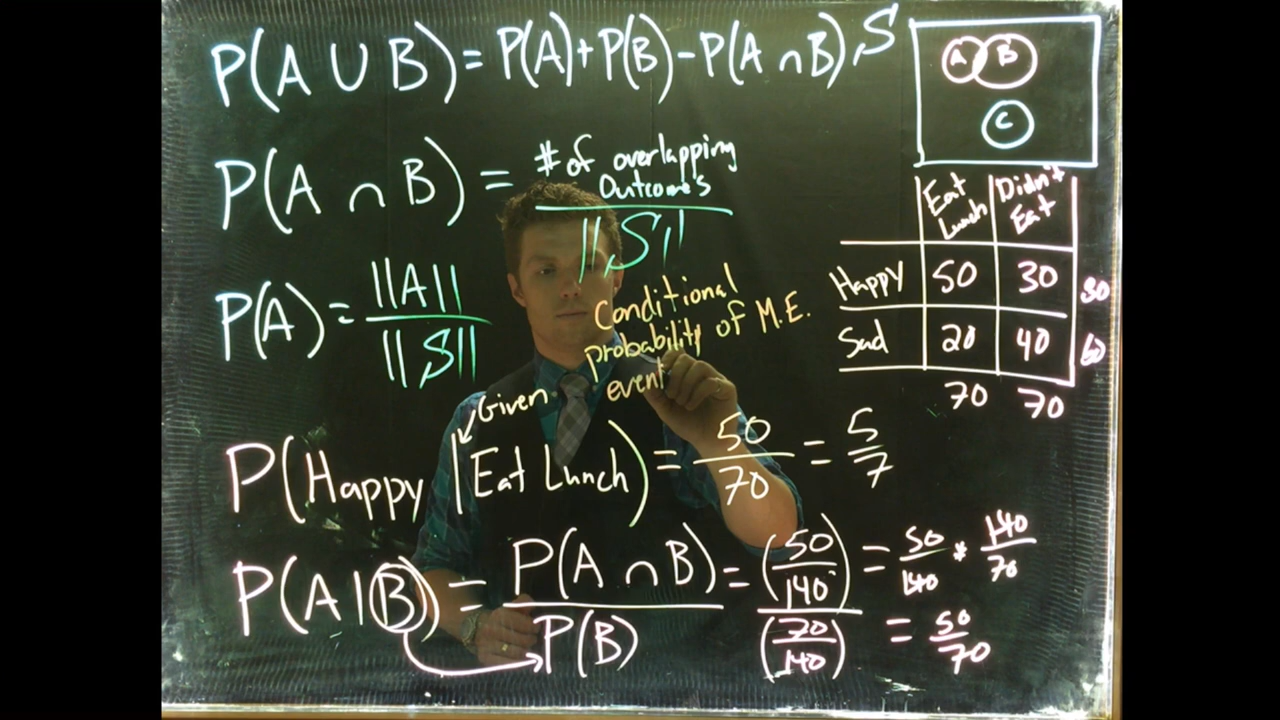 P(A ∪ B) = P(A) + P(B) - P(A ∩ B), S
A B
C
P(A ∩ B) = # of overlapping Outcomes / ||S||
Eat Lunch Didn't Eat
Happy 50 30 80
Sad 20 40 60
70 70
P(A) = ||A|| / ||S||
Conditional
probability of M.E.
event
Given
P(Happy | Eat Lunch) = 50/70 = 5/7
P(A | B) = P(A ∩ B) / P(B) = (50/140) / (70/140) = 50/140 * 140/70
= 50/70